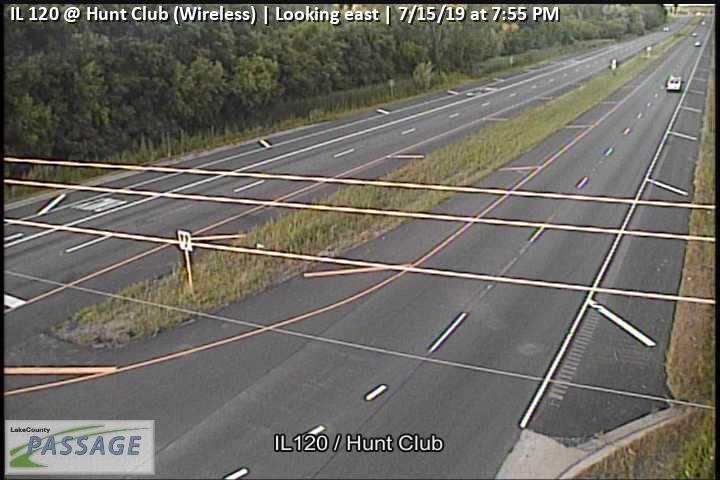 IL 120 @ Hunt Club (Wireless) | Looking east | 7/15/19 at 7:55 PM
IL120 / Hunt Club
LakeCounty
PASSAGE